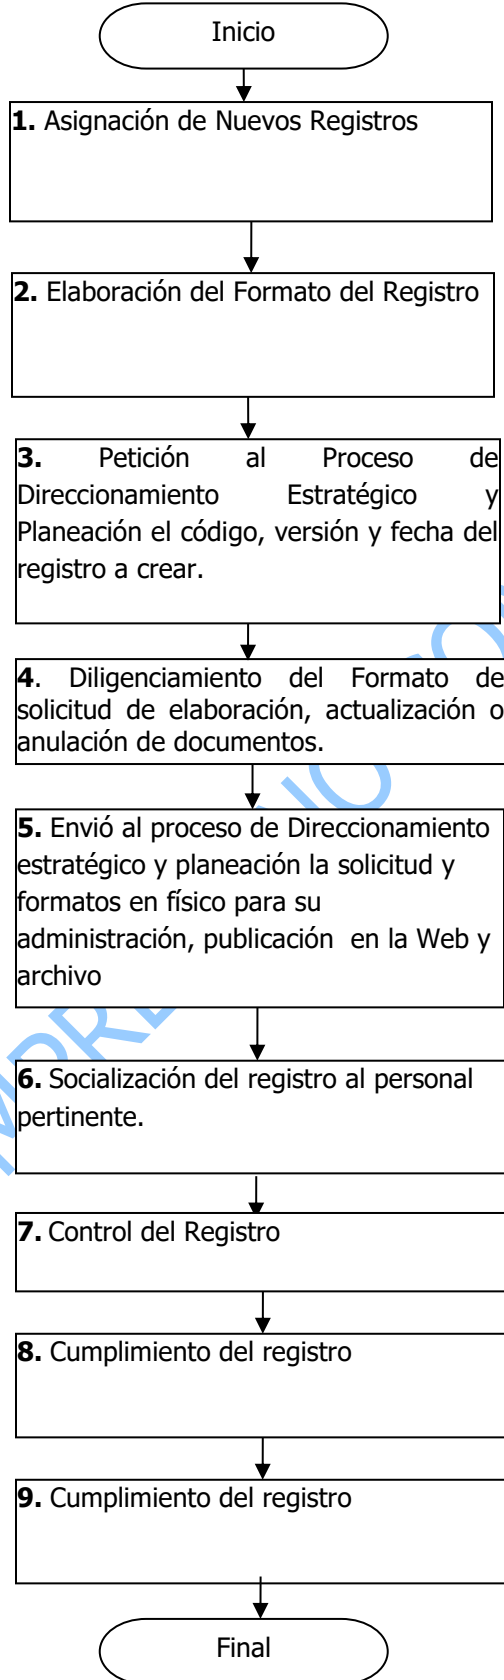 Inicio
1. Asignación de Nuevos Registros
2. Elaboración del Formato del Registro
3. Petición al Proceso de
Direccionamiento Estratégico y
Planeación el código, versión y fecha del
registro a crear.
4. Diligenciamiento del Formato de
solicitud de elaboración, actualización o
anulación de documentos.
5. Envió al proceso de Direccionamiento
estratégico y planeación la solicitud y
formatos en físico para su
administración, publicación en la Web y
archivo
6. Socialización del registro al personal
pertinente.
7. Control del Registro
8. Cumplimiento del registro
9. Cumplimiento del registro
Final